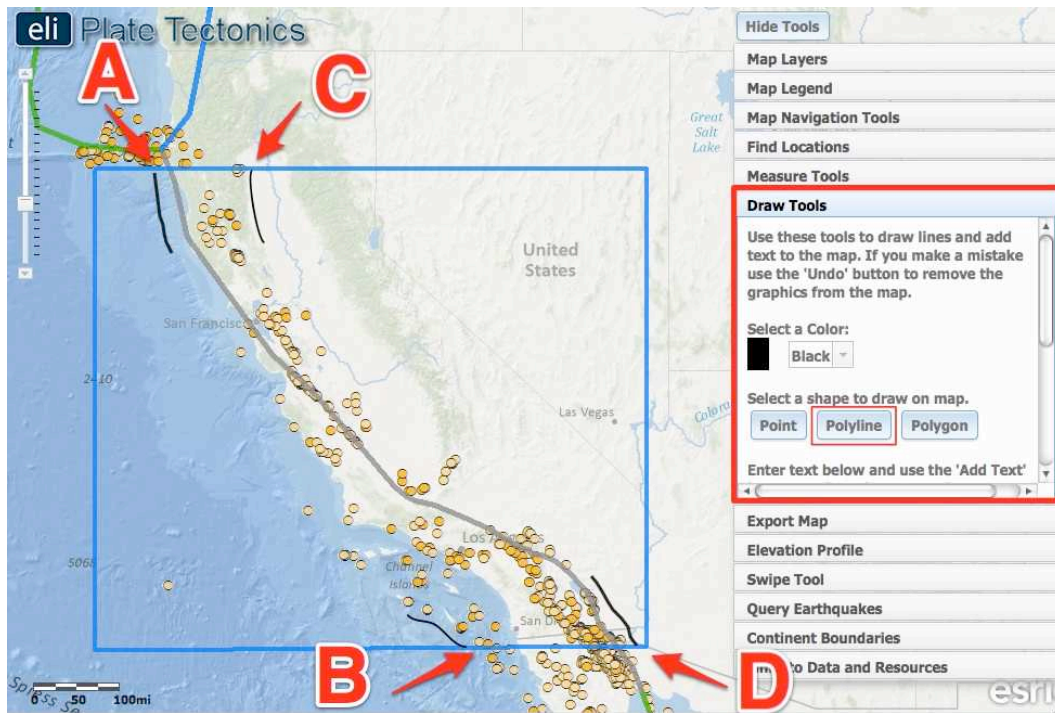 eli Plate Tectonics
A
C
Great
Salt
Lake
United
States
San Francisco
2410
Las Vegas
Los Angeles
5068
Channel
Islands
San Di
B
D
0 50 100mi
esri
Hide Tools
Map Layers
Map Legend
Map Navigation Tools
Find Locations
Measure Tools
Draw Tools
Use these tools to draw lines and add
text to the map. If you make a mistake
use the 'Undo' button to remove the
graphics from the map.
Select a Color:
Black
Select a shape to draw on map.
Point Polyline Polygon
Enter text below and use the 'Add Text'
Export Map
Elevation Profile
Swipe Tool
Query Earthquakes
Continent Boundaries
to Data and Resources